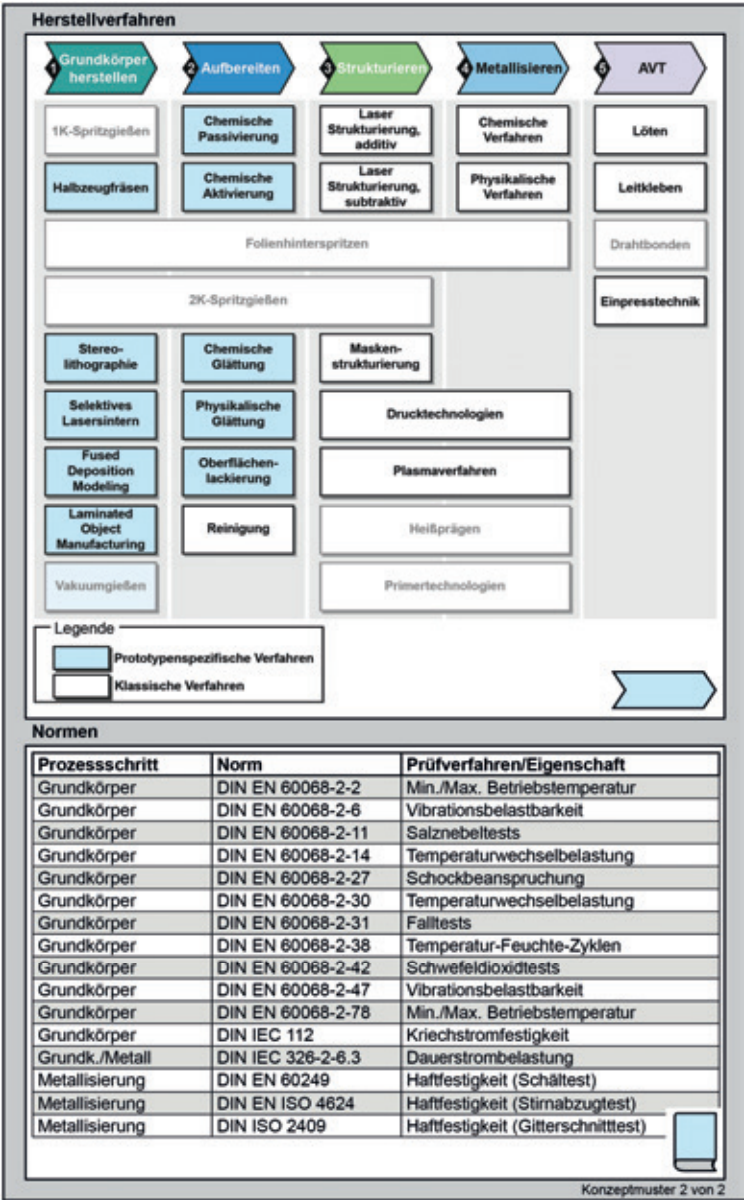 Herstellverfahren
1 Grundkörper
herstellen
2 Aufbereiten
3 Strukturieren
4 Metallisieren
5 AVT
1K-Spritzgießen
Chemische
Passivierung
Laser
Strukturierung,
additiv
Chemische
Verfahren
Löten
Halbzeugfräsen
Chemische
Aktivierung
Laser
Strukturierung,
subtraktiv
Physikalische
Verfahren
Leitkleben
Folienhinterspritzen
Drahtbonden
2K-Spritzgießen
Einpresstechnik
Stereo-
lithographie
Chemische
Glättung
Masken-
strukturierung
Selektives
Lasersintern
Physikalische
Glättung
Drucktechnologien
Fused
Deposition
Modeling
Oberflächen-
lackierung
Plasmaverfahren
Laminated
Object
Manufacturing
Reinigung
Heißprägen
Vakuumgießen
Primertechnologien
Legende
Prototypenspezifische Verfahren
Klassische Verfahren
Normen
Prozessschritt Norm Prüfverfahren/Eigenschaft
Grundkörper DIN EN 60068-2-2 Min./Max. Betriebstemperatur
Grundkörper DIN EN 60068-2-6 Vibrationsbelastbarkeit
Grundkörper DIN EN 60068-2-11 Salznebeltests
Grundkörper DIN EN 60068-2-14 Temperaturwechselbelastung
Grundkörper DIN EN 60068-2-27 Schockbeanspruchung
Grundkörper DIN EN 60068-2-30 Temperaturwechselbelastung
Grundkörper DIN EN 60068-2-31 Falltests
Grundkörper DIN EN 60068-2-38 Temperatur-Feuchte-Zyklen
Grundkörper DIN EN 60068-2-42 Schwefeldioxidtests
Grundkörper DIN EN 60068-2-47 Vibrationsbelastbarkeit
Grundkörper DIN EN 60068-2-78 Min./Max. Betriebstemperatur
Grundkörper DIN IEC 112 Kriechstromfestigkeit
Grundk./Metall DIN IEC 326-2-6.3 Dauerstrombelastung
Metallisierung DIN EN 60249 Haftfestigkeit (Schältest)
Metallisierung DIN EN ISO 4624 Haftfestigkeit (Stirnabzugtest)
Metallisierung DIN ISO 2409 Haftfestigkeit (Gitterschnitttest)
Konzeptmuster 2 von 2